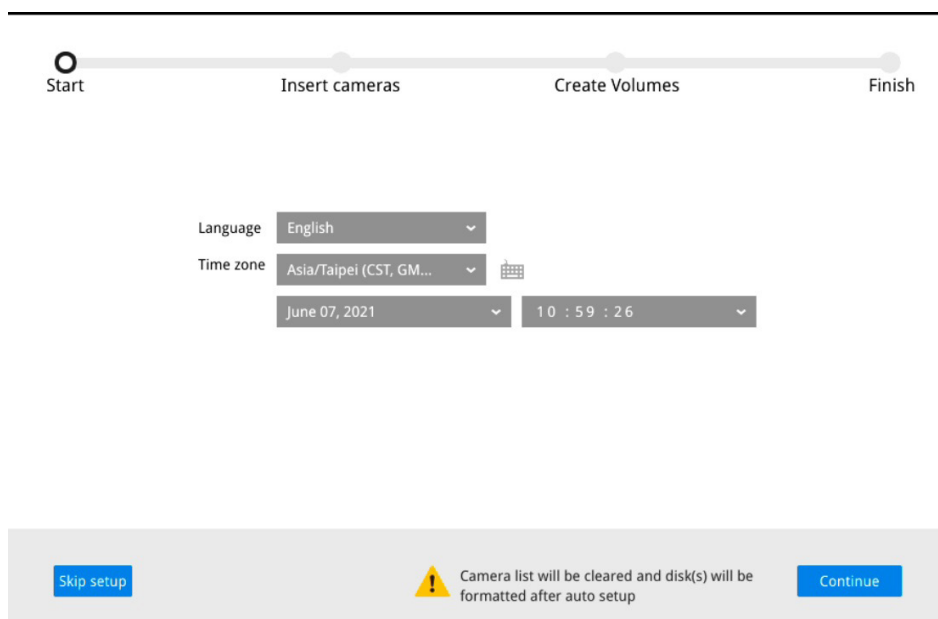 Start Insert cameras Create Volumes Finish
Language English
Time zone Asia/Taipei (CST, GM...
June 07, 2021 10 : 59 : 26
Skip setup
Camera list will be cleared and disk(s) will be
formatted after auto setup
Continue